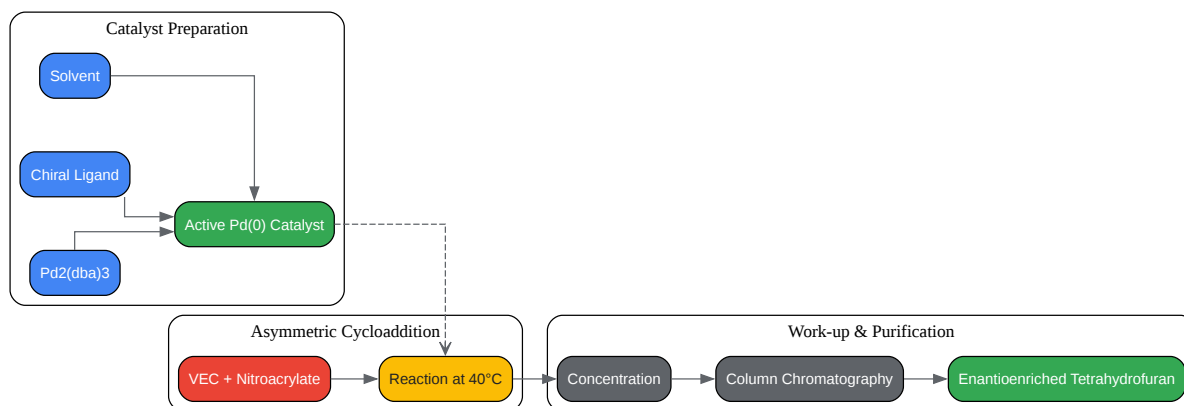 Catalyst Preparation
Solvent
Chiral Ligand
Active Pd(0) Catalyst
Pd2(dba)3
Asymmetric Cycloaddition
VEC + Nitroacrylate
Reaction at 40°C
Work-up & Purification
Concentration
Column Chromatography
Enantioenriched Tetrahydrofuran